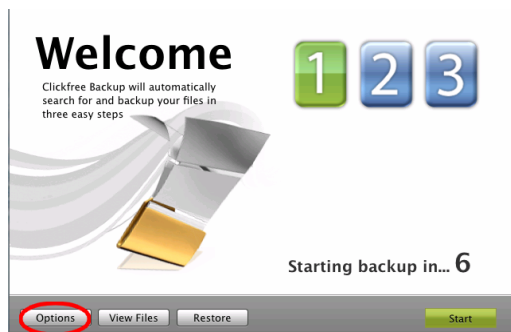 Welcome
Clickfree Backup will automatically
search for and backup your files in
three easy steps
1 2 3
Starting backup in... 6
Options View Files Restore Start